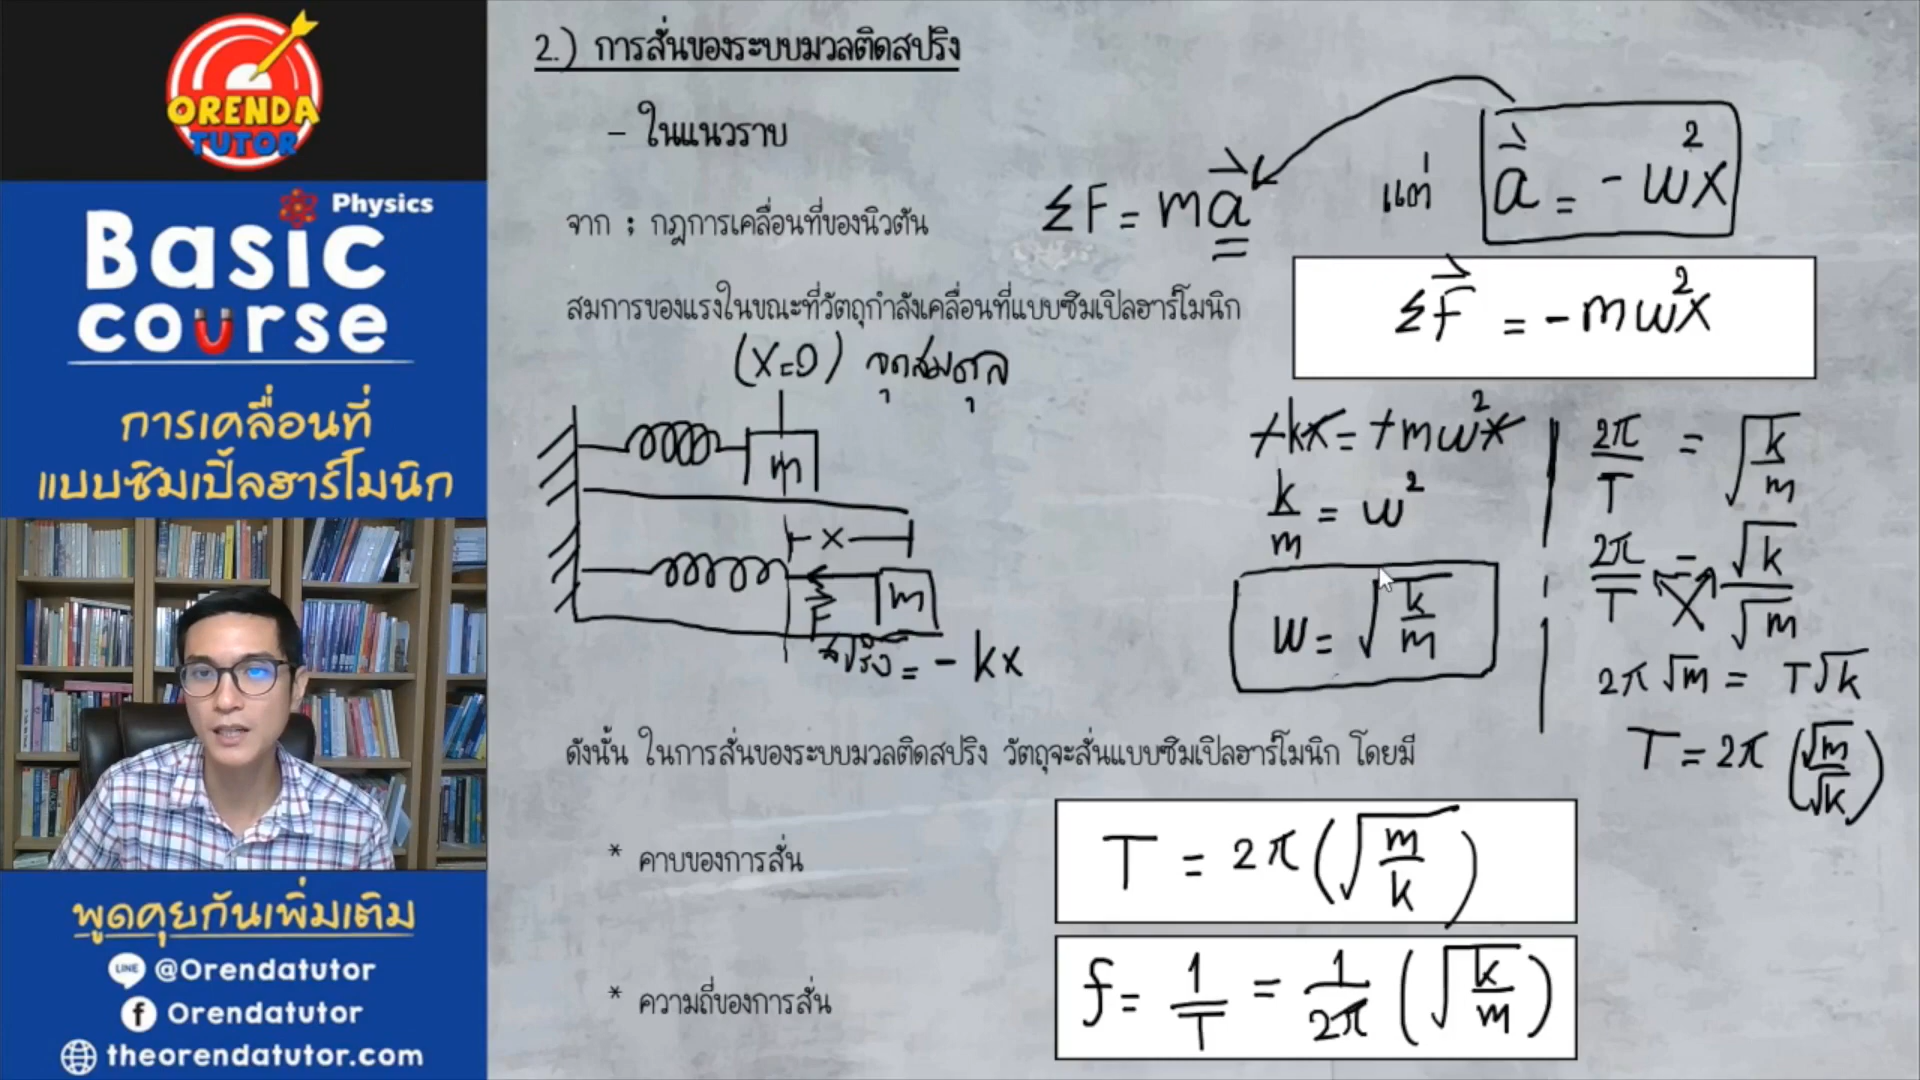 ORENDA
TUTOR
Physics
Basic
course
การเคลื่อนที่
แบบซิมเปิ้ลฮาร์โมนิก
พูดคุยกันเพิ่มเติม
LINE @Orendatutor
f Orendatutor
theorendatutor.com
2.) การสั่นของระบบมวลติดสปริง
- ในแนวราบ
จาก ; กฎการเคลื่อนที่ของนิวตัน
ΣF = ma⃗
แต่ a⃗ = - ω²x
สมการของแรงในขณะที่วัตถุกำลังเคลื่อนที่แบบซิมเปิลฮาร์โมนิก
ΣF⃗ = - mω²x
(x=0) จุดสมดุล
m
x
m
F สปริง = - kx
+kx = +mω²x
k/m = ω²
ω = √(k/m)
2π/T = √(k/m)
2π/T = √k/√m
2π√m = T√k
T = 2π (√m/√k)
ดังนั้น ในการสั่นของระบบมวลติดสปริง วัตถุจะสั่นแบบซิมเปิลฮาร์โมนิก โดยมี
* คาบของการสั่น
T = 2π (√(m/k))
* ความถี่ของการสั่น
f = 1/T = 1/2π (√(k/m))